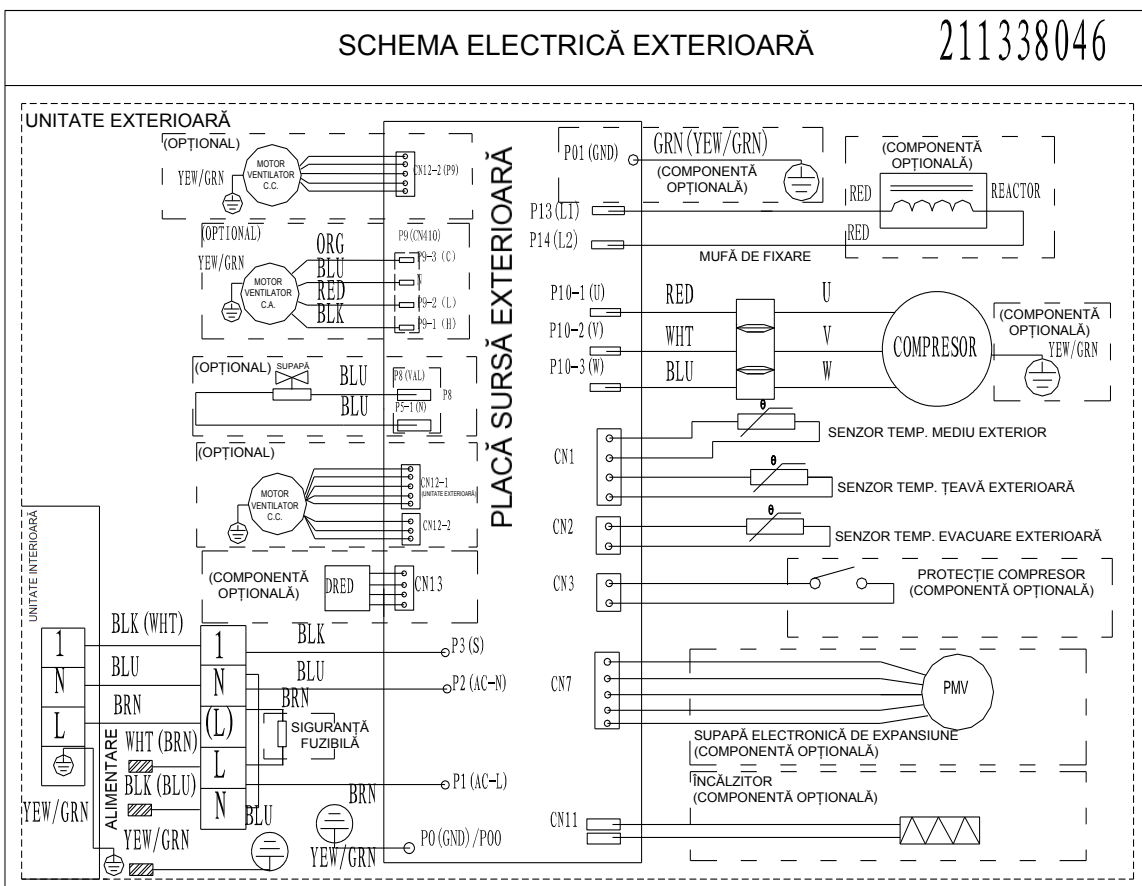 SCHEMA ELECTRICĂ EXTERIOARĂ
211338046
UNITATE EXTERIOARĂ
(OPȚIONAL)
YEW/GRN
MOTOR
VENTILATOR
C.C.
CN12-2(P9)
(OPȚIONAL)
YEW/GRN
MOTOR
VENTILATOR
C.A.
ORG
BLU
RED
BLK
P9(CN410)
P9-3 (C)
N
P9-2 (L)
P9-1 (H)
(OPȚIONAL)
SUPAPĂ
BLU
BLU
P8(VAL)
P8
P5-1(N)
(OPȚIONAL)
MOTOR
VENTILATOR
C.C.
CN12-1
(UNITATE EXTERIOARĂ)
CN12-2
(COMPONENTĂ
OPȚIONALĂ)
DRED
CN13
UNITATE INTERIOARĂ
1
N
L
BLK (WHT)
BLU
BRN
YEW/GRN
ALIMENTARE
WHT (BRN)
BLK (BLU)
YEW/GRN
1
N
(L)
L
N
BLK
BLU
BRN
SIGURANȚĂ
FUZIBILĂ
BRN
BLU
YEW/GRN
P3(S)
P2(AC-N)
P1(AC-L)
P0(GND)/P00
PLACĂ SURSĂ EXTERIOARĂ
P01(GND)
GRN(YEW/GRN)
(COMPONENTĂ
OPȚIONALĂ)
P13(L1)
P14(L2)
MUFĂ DE FIXARE
(COMPONENTĂ
OPȚIONALĂ)
RED
REACTOR
RED
P10-1(U)
P10-2(V)
P10-3(W)
RED
WHT
BLU
U
V
W
COMPRESOR
(COMPONENTĂ
OPȚIONALĂ)
YEW/GRN
CN1
θ
SENZOR TEMP. MEDIU EXTERIOR
θ
SENZOR TEMP. ȚEAVĂ EXTERIOARĂ
CN2
θ
SENZOR TEMP. EVACUARE EXTERIOARĂ
CN3
PROTECȚIE COMPRESOR
(COMPONENTĂ OPȚIONALĂ)
CN7
PMV
SUPAPĂ ELECTRONICĂ DE EXPANSIUNE
(COMPONENTĂ OPȚIONALĂ)
ÎNCĂLZITOR
(COMPONENTĂ OPȚIONALĂ)
CN11